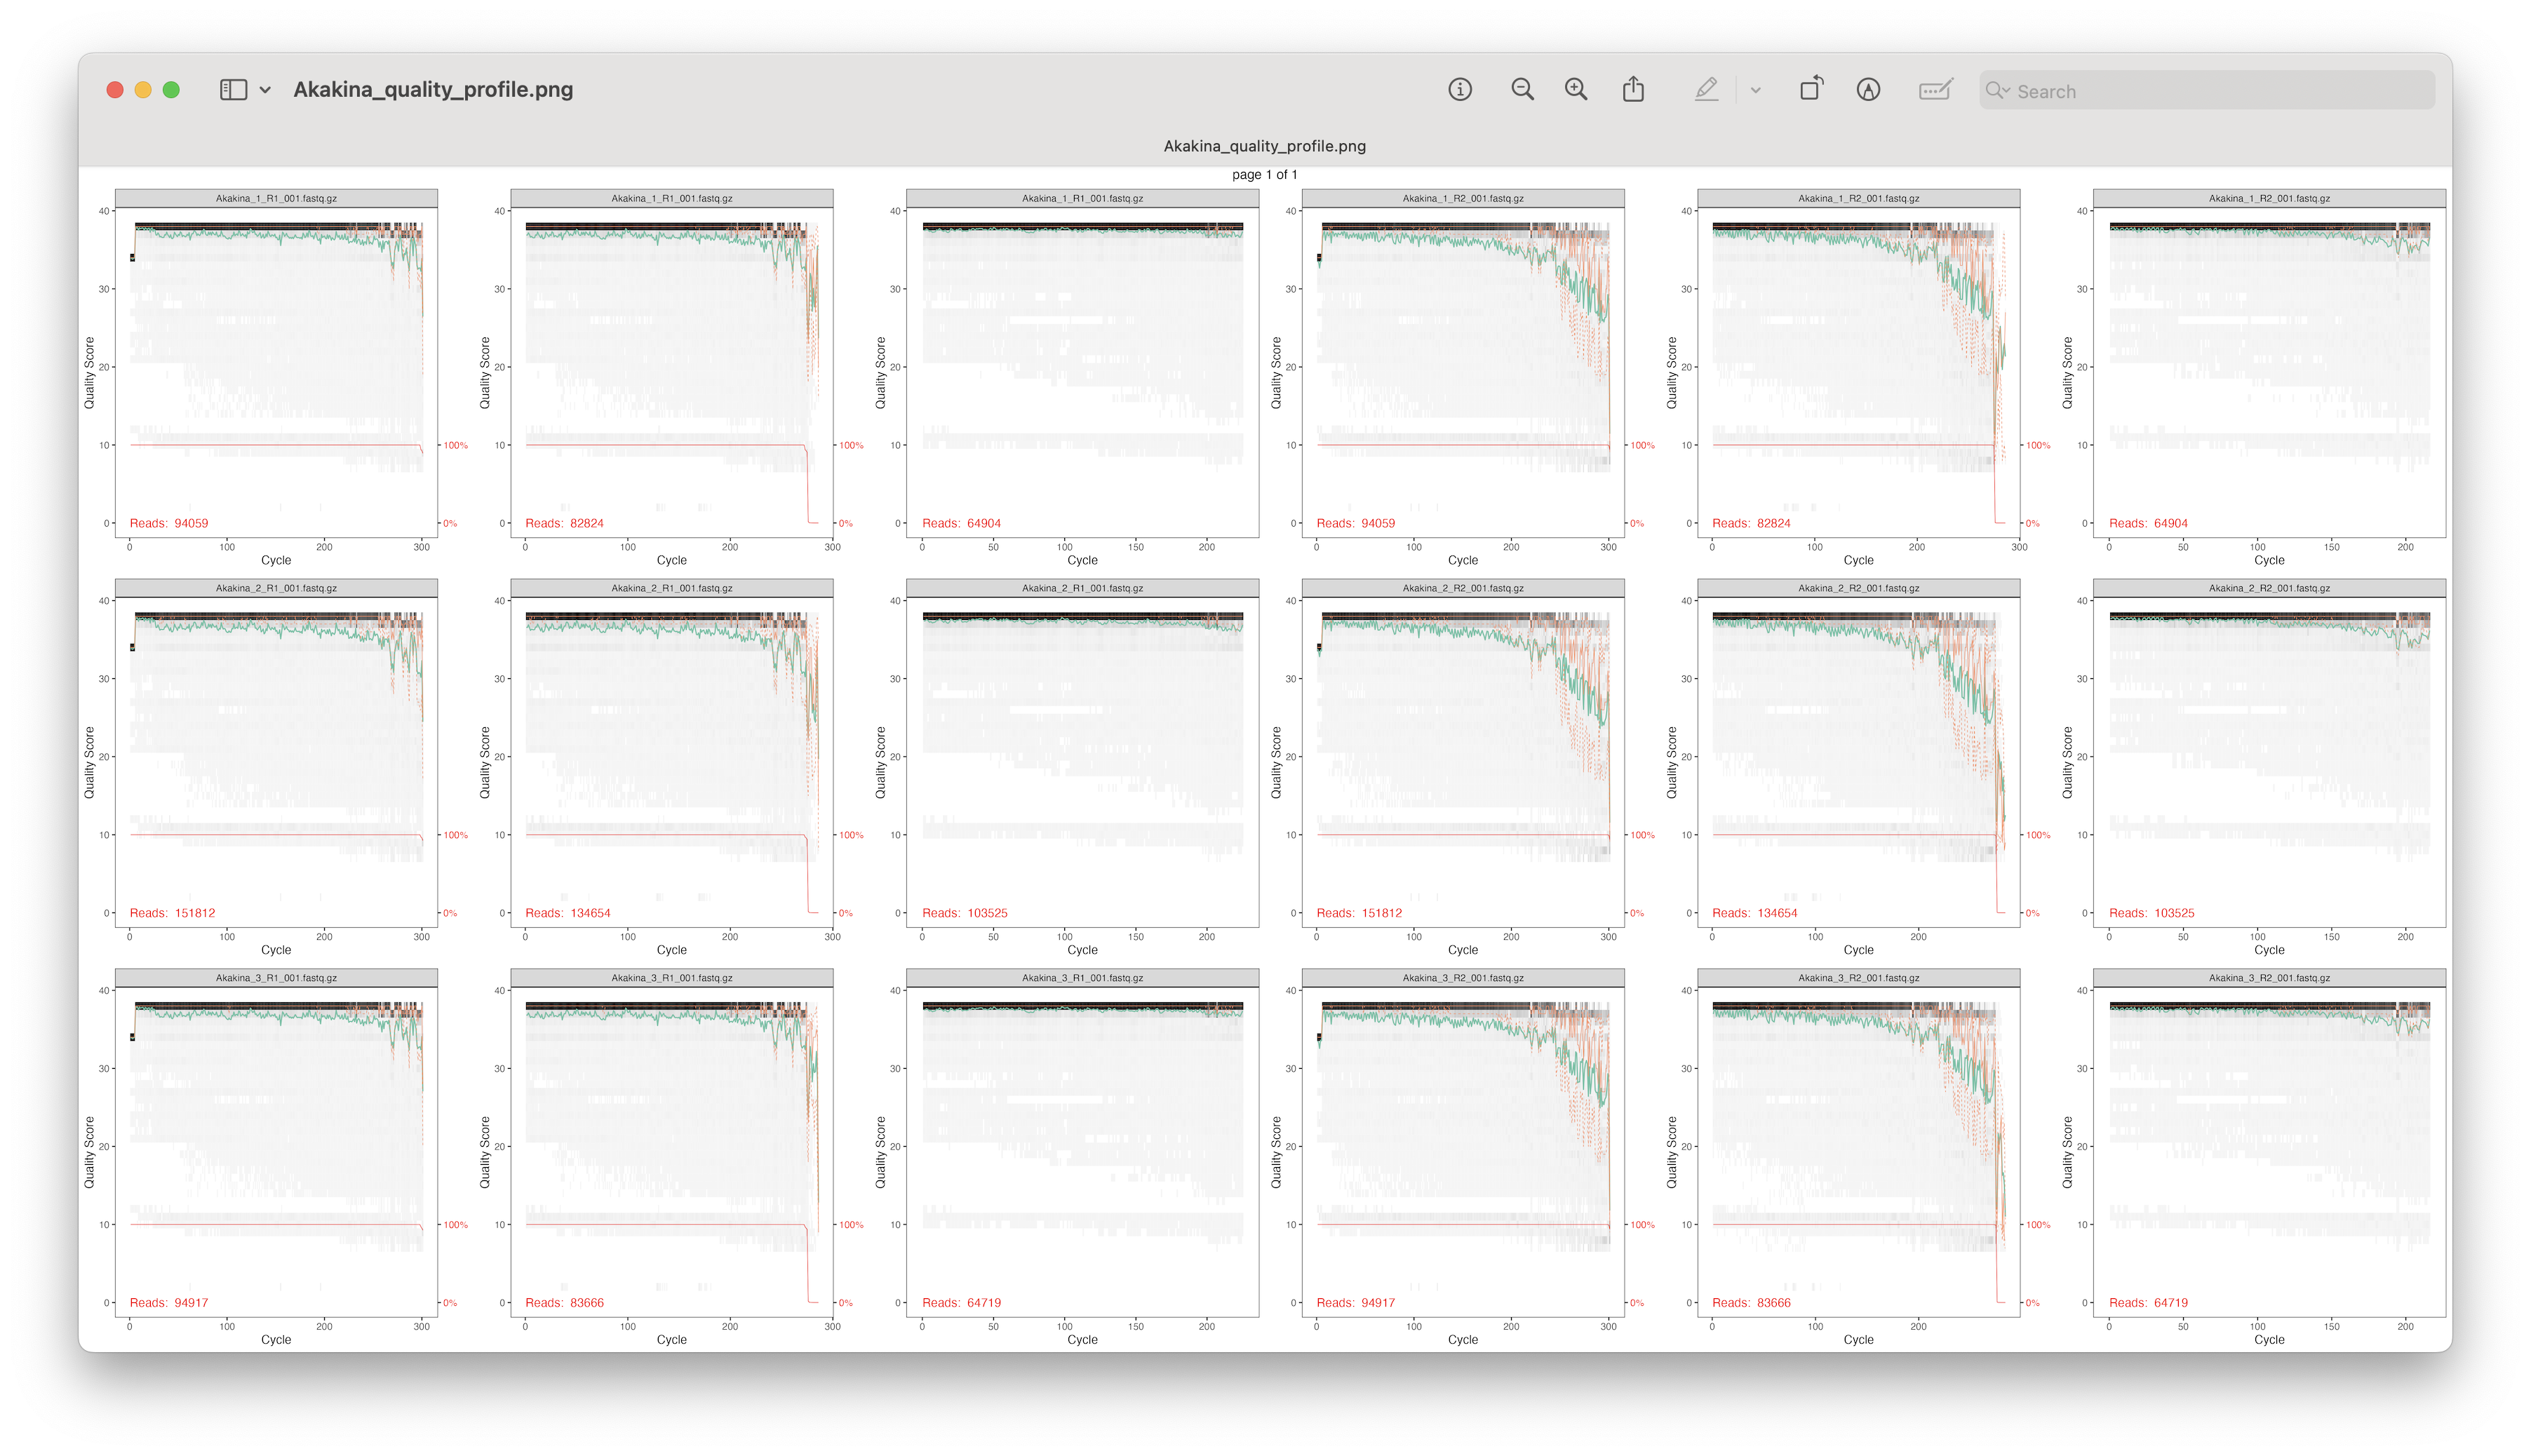 Akakina_quality_profile.png
Search
Akakina_quality_profile.png
page 1 of 1
Akakina_1_R1_001.fastq.gz
40
30
20
10
0
Quality Score
100%
0%
Reads: 94059
0 100 200 300
Cycle
Akakina_1_R1_001.fastq.gz
40
30
20
10
0
Quality Score
100%
0%
Reads: 82824
0 100 200 300
Cycle
Akakina_1_R1_001.fastq.gz
40
30
20
10
0
Quality Score
Reads: 64904
0 50 100 150 200
Cycle
Akakina_1_R2_001.fastq.gz
40
30
20
10
0
Quality Score
100%
0%
Reads: 94059
0 100 200 300
Cycle
Akakina_1_R2_001.fastq.gz
40
30
20
10
0
Quality Score
100%
0%
Reads: 82824
0 100 200 300
Cycle
Akakina_1_R2_001.fastq.gz
40
30
20
10
0
Quality Score
Reads: 64904
0 50 100 150 200
Cycle
Akakina_2_R1_001.fastq.gz
40
30
20
10
0
Quality Score
100%
0%
Reads: 151812
0 100 200 300
Cycle
Akakina_2_R1_001.fastq.gz
40
30
20
10
0
Quality Score
100%
0%
Reads: 134654
0 100 200 300
Cycle
Akakina_2_R1_001.fastq.gz
40
30
20
10
0
Quality Score
Reads: 103525
0 50 100 150 200
Cycle
Akakina_2_R2_001.fastq.gz
40
30
20
10
0
Quality Score
100%
0%
Reads: 151812
0 100 200 300
Cycle
Akakina_2_R2_001.fastq.gz
40
30
20
10
0
Quality Score
100%
0%
Reads: 134654
0 100 200
Cycle
Akakina_2_R2_001.fastq.gz
40
30
20
10
0
Quality Score
Reads: 103525
0 50 100 150 200
Cycle
Akakina_3_R1_001.fastq.gz
40
30
20
10
0
Quality Score
100%
0%
Reads: 94917
0 100 200 300
Cycle
Akakina_3_R1_001.fastq.gz
40
30
20
10
0
Quality Score
100%
0%
Reads: 83666
0 100 200 300
Cycle
Akakina_3_R1_001.fastq.gz
40
30
20
10
0
Quality Score
Reads: 64719
0 50 100 150 200
Cycle
Akakina_3_R2_001.fastq.gz
40
30
20
10
0
Quality Score
100%
0%
Reads: 94917
0 100 200 300
Cycle
Akakina_3_R2_001.fastq.gz
40
30
20
10
0
Quality Score
100%
0%
Reads: 83666
0 100 200
Cycle
Akakina_3_R2_001.fastq.gz
40
30
20
10
0
Quality Score
Reads: 64719
0 50 100 150 200
Cycle